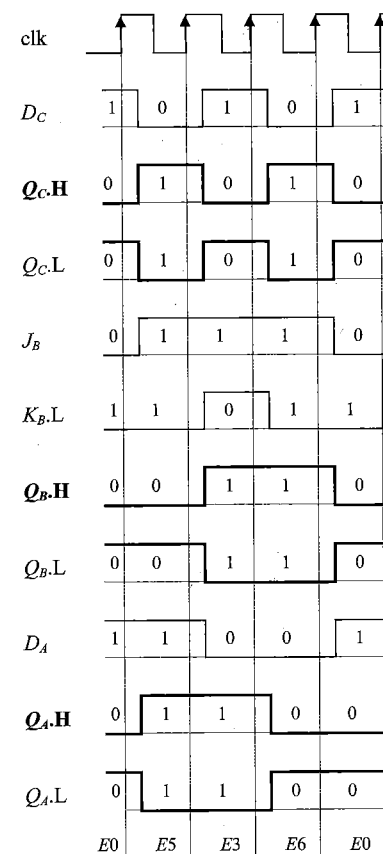 clk
D_C 1 0 1 0 1
Q_C.H 0 1 0 1 0
Q_C.L 0 1 0 1 0
J_B 0 1 1 1 0
K_B.L 1 1 0 1 1
Q_B.H 0 0 1 1 0
Q_B.L 0 0 1 1 0
D_A 1 1 0 0 1
Q_A.H 0 1 1 0 0
Q_A.L 0 1 1 0 0
E0 E5 E3 E6 E0